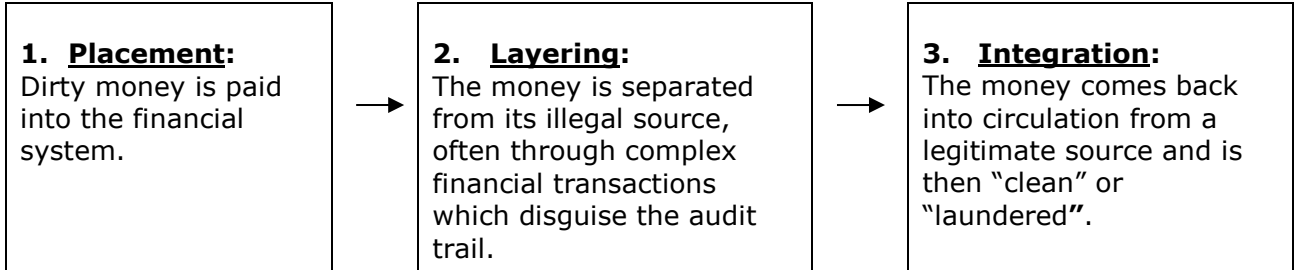 1. Placement:
Dirty money is paid
into the financial
system.
2. Layering:
The money is separated
from its illegal source,
often through complex
financial transactions
which disguise the audit
trail.
3. Integration:
The money comes back
into circulation from a
legitimate source and is
then “clean” or
“laundered”.